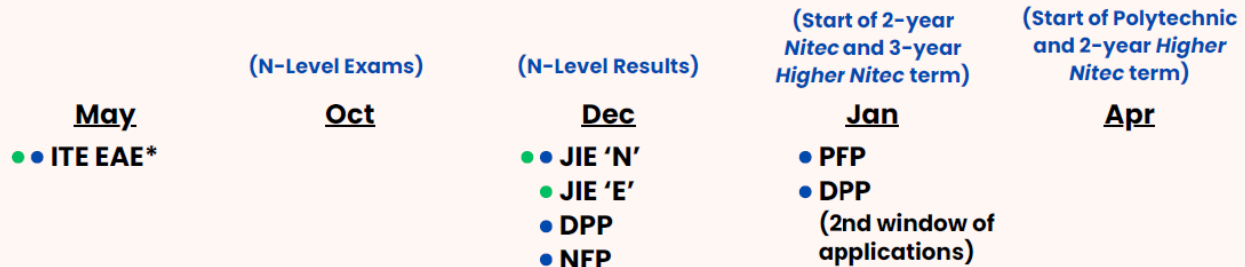 (N-Level Exams)
(N-Level Results)
(Start of 2-year
Nitec and 3-year
Higher Nitec term)
(Start of Polytechnic
and 2-year Higher
Nitec term)
May
Oct
Dec
Jan
Apr
ITE EAE*
JIE ‘N’
JIE ‘E’
DPP
NFP
PFP
DPP
(2nd window of
applications)